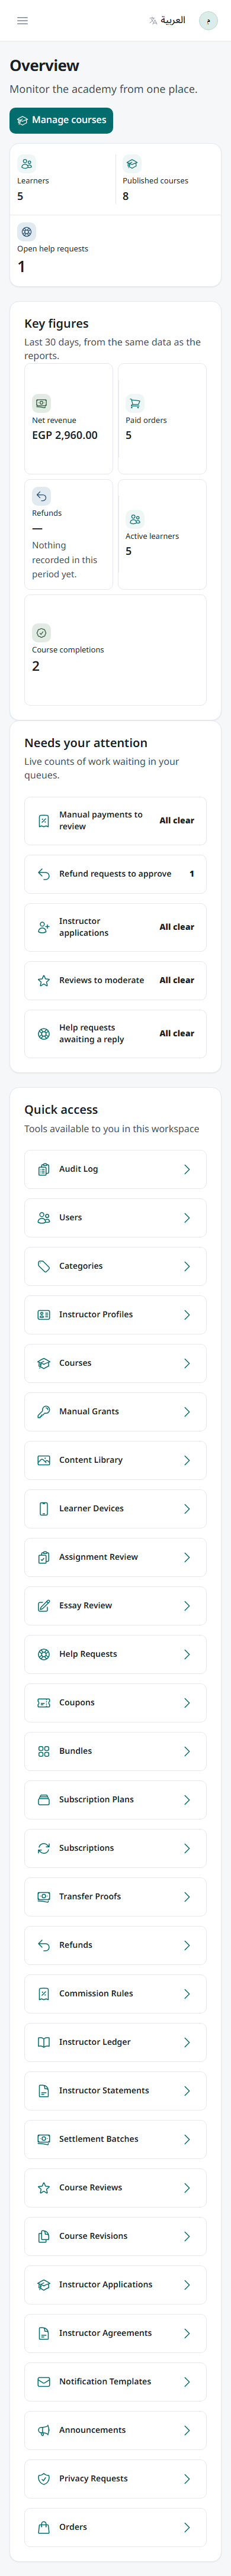 العربية
م
Overview
Monitor the academy from one place.
Manage courses
Learners
5
Published courses
8
Open help requests
1
Key figures
Last 30 days, from the same data as the
reports.
Net revenue
EGP 2,960.00
Paid orders
5
Refunds
—
Nothing
recorded in this
period yet.
Active learners
5
Course completions
2
Needs your attention
Live counts of work waiting in your
queues.
Manual payments to
review
All clear
Refund requests to approve
1
Instructor
applications
All clear
Reviews to moderate
All clear
Help requests
awaiting a reply
All clear
Quick access
Tools available to you in this workspace
Audit Log
Users
Categories
Instructor Profiles
Courses
Manual Grants
Content Library
Learner Devices
Assignment Review
Essay Review
Help Requests
Coupons
Bundles
Subscription Plans
Subscriptions
Transfer Proofs
Refunds
Commission Rules
Instructor Ledger
Instructor Statements
Settlement Batches
Course Reviews
Course Revisions
Instructor Applications
Instructor Agreements
Notification Templates
Announcements
Privacy Requests
Orders